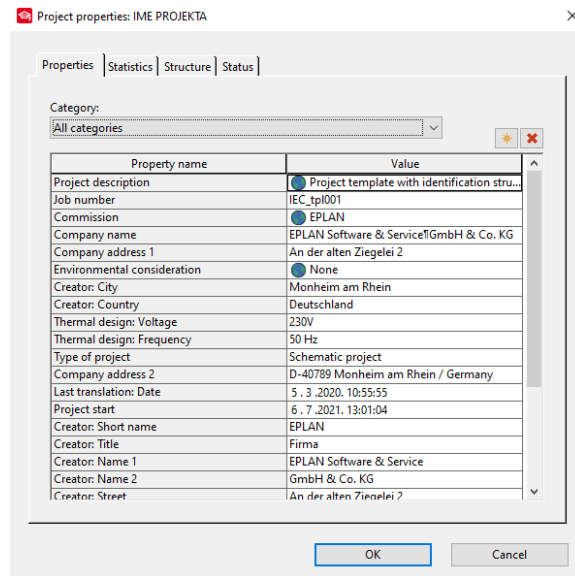 Project properties: IME PROJEKTA
Properties Statistics Structure Status
Category:
All categories
Property name Value
Project description Project template with identification stru...
Job number IEC_tpl001
Commission EPLAN
Company name EPLAN Software & Service¶GmbH & Co. KG
Company address 1 An der alten Ziegelei 2
Environmental consideration None
Creator: City Monheim am Rhein
Creator: Country Deutschland
Thermal design: Voltage 230V
Thermal design: Frequency 50 Hz
Type of project Schematic project
Company address 2 D-40789 Monheim am Rhein / Germany
Last translation: Date 5 . 3 .2020. 10:55:55
Project start 6 . 7 .2021. 13:01:04
Creator: Short name EPLAN
Creator: Title Firma
Creator: Name 1 EPLAN Software & Service
Creator: Name 2 GmbH & Co. KG
Creator: Street An der alten Ziegelei 2
OK Cancel